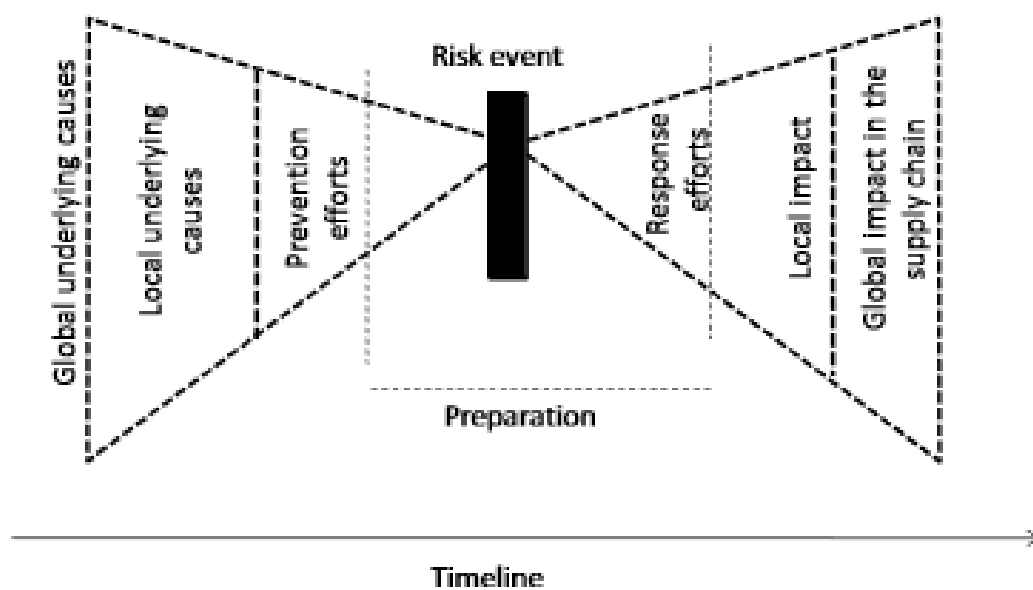 Risk event
Global underlying causes
Local underlying
causes
Prevention
efforts
Response
efforts
Local impact
Global impact in the
supply chain
Preparation
Timeline